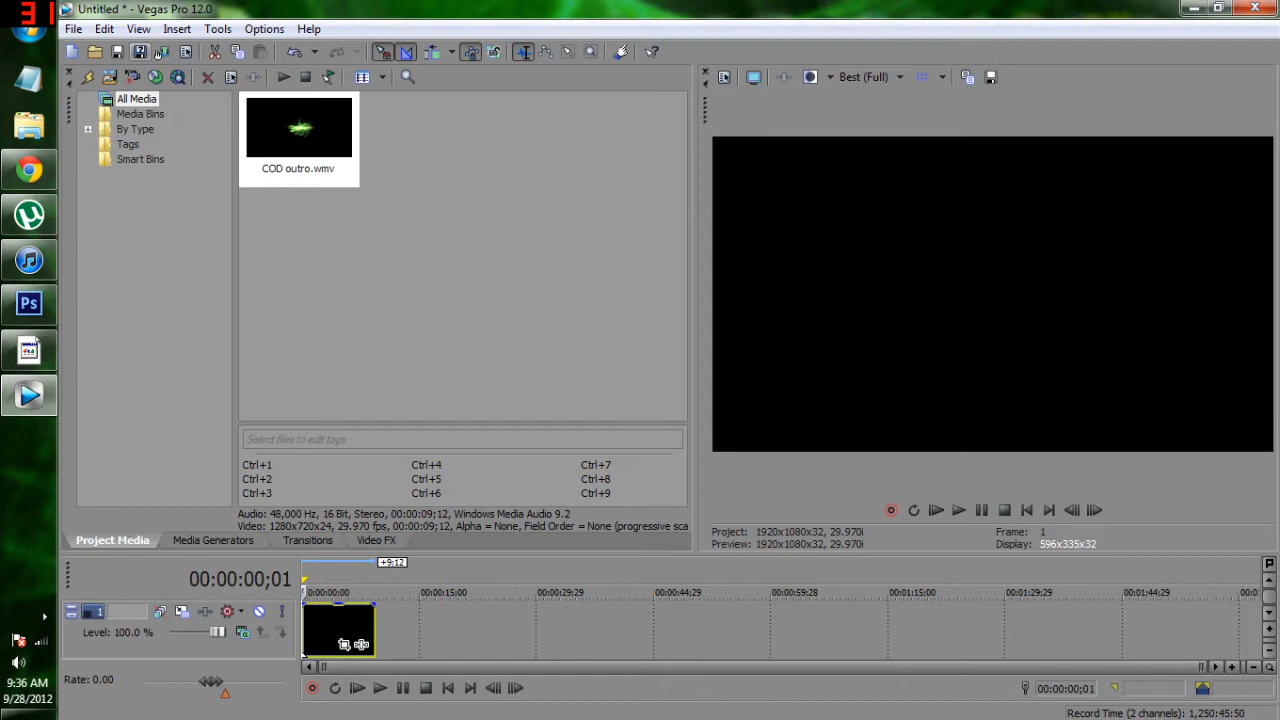 31
Untitled * - Vegas Pro 12.0
File Edit View Insert Tools Options Help
Best (Full)
All Media
Media Bins
By Type
Tags
Smart Bins
COD outro.wmv
Select files to edit tags
Ctrl+1 Ctrl+4 Ctrl+7
Ctrl+2 Ctrl+5 Ctrl+8
Ctrl+3 Ctrl+6 Ctrl+9
Audio: 48,000 Hz, 16 Bit, Stereo, 00:00:09;12, Windows Media Audio 9.2
Video: 1280x720x24, 29.970 fps, 00:00:09;12, Alpha = None, Field Order = None (progressive sca
Project Media Media Generators Transitions Video FX
Project: 1920x1080x32, 29.970i Frame: 1
Preview: 1920x1080x32, 29.970i Display: 596x335x32
Ps
+9;12
00:00:00;01
0:00:00;00 00:00:15;00 00:00:29;29 00:00:44;29 00:00:59;28 00:01:15;00 00:01:29;29 00:01:44;29 00:0
1
Level: 100.0 %
Rate: 0.00
00:00:00;01
Record Time (2 channels): 1,250:45:50
9:36 AM
9/28/2012